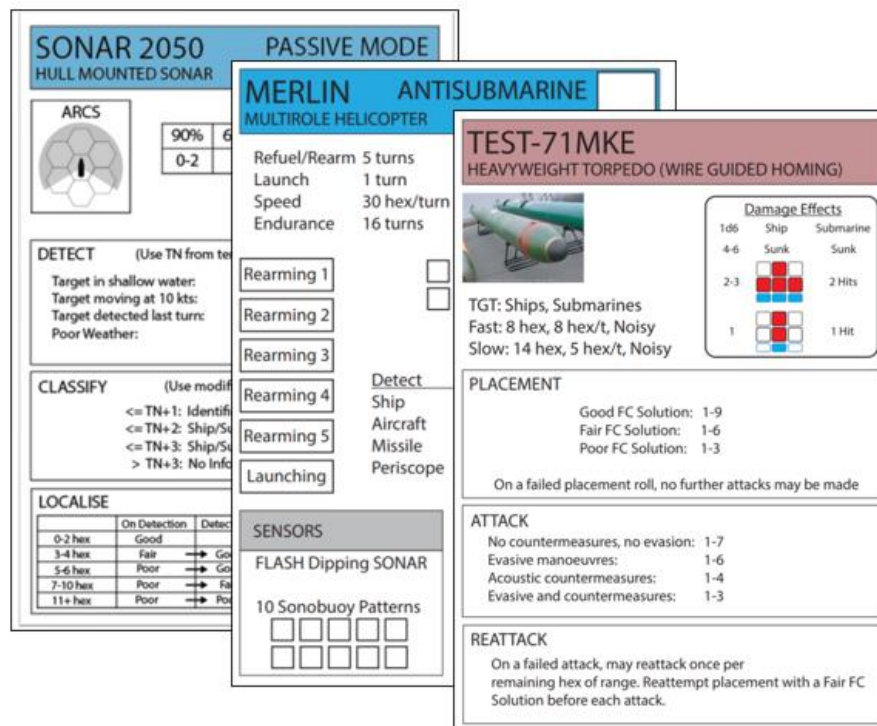 SONAR 2050 PASSIVE MODE
HULL MOUNTED SONAR
ARCS
90% 6
0-2
DETECT (Use TN from
Target in shallow water:
Target moving at 10 kts:
Target detected last turn:
Poor Weather:
CLASSIFY (Use
<= TN+1:
<= TN+2:
<= TN+3:
> TN+3: No
LOCALISE
On Detection
0-2 hex Good
3-4 hex Fair
5-6 hex Poor
7-10 hex Poor
11+ hex Poor
MERLIN ANTISUBMARINE
MULTIROLE HELICOPTER
Refuel/Rearm 5 turns
Launch 1 turn
Speed 30 hex/turn
Endurance 16 turns
Rearming 1
Rearming 2
Rearming 3
Rearming 4
Rearming 5
Launching
Detect
Ship
Aircraft
Missile
Periscope
SENSORS
FLASH Dipping SONAR
10 Sonobuoy Patterns
TEST-71MKE
HEAVYWEIGHT TORPEDO (WIRE GUIDED HOMING)
Damage Effects
1d6 Ship Submarine
4-6 Sunk Sunk
2-3 2 Hits
1 1 Hit
TGT: Ships, Submarines
Fast: 8 hex, 8 hex/t, Noisy
Slow: 14 hex, 5 hex/t, Noisy
PLACEMENT
Good FC Solution: 1-9
Fair FC Solution: 1-6
Poor FC Solution: 1-3
On a failed placement roll, no further attacks may be made
ATTACK
No countermeasures, no evasion: 1-7
Evasive manoeuvres: 1-6
Acoustic countermeasures: 1-4
Evasive and countermeasures: 1-3
REATTACK
On a failed attack, may reattack once per
remaining hex of range. Reattempt placement with a Fair FC
Solution before each attack.